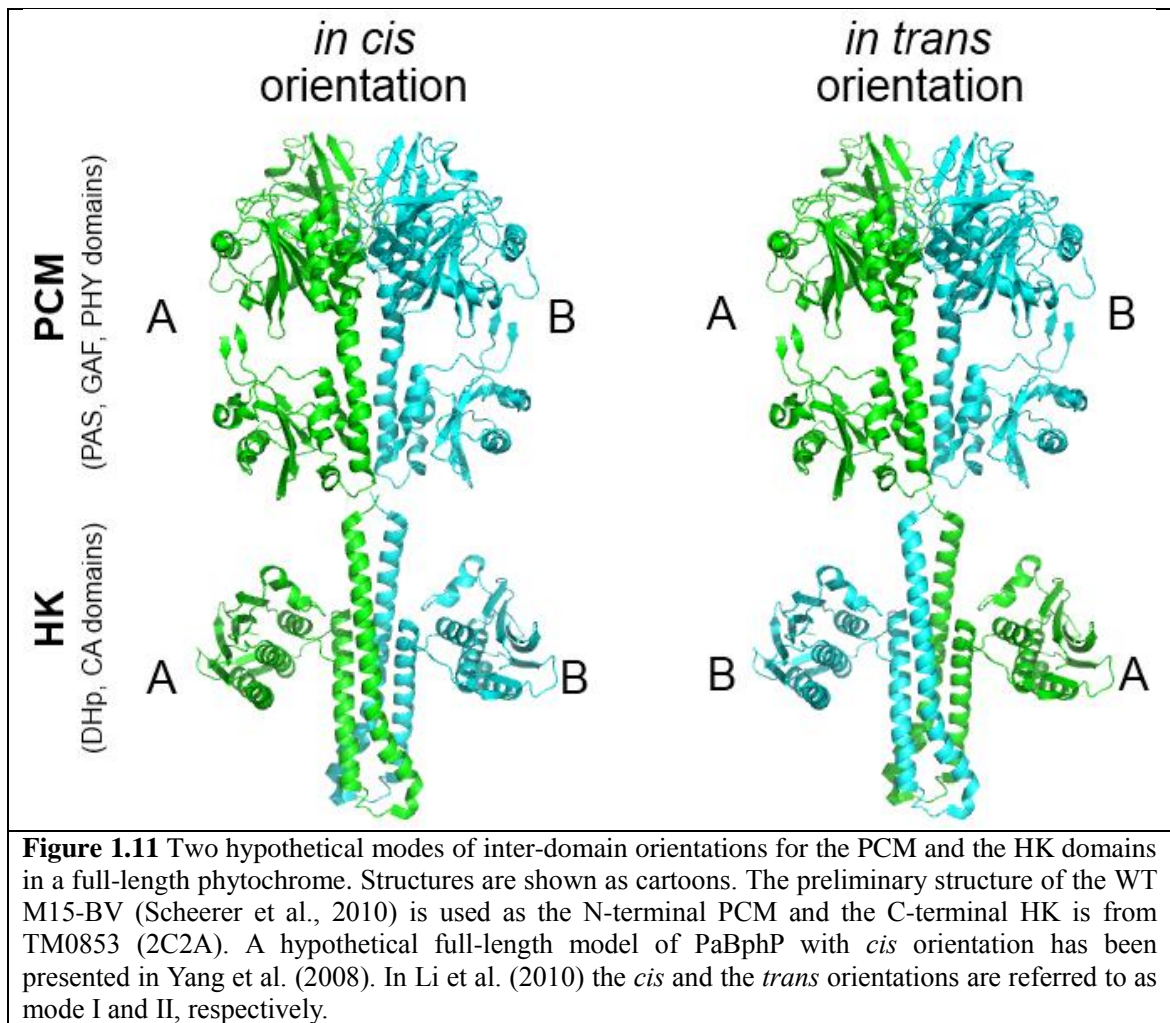 in cis
orientation
in trans
orientation
PCM
(PAS, GAF, PHY domains)
A
B
A
B
HK
(DHp, CA domains)
A
B
B
A
Figure 1.11 Two hypothetical modes of inter-domain orientations for the PCM and the HK domains
in a full-length phytochrome. Structures are shown as cartoons. The preliminary structure of the WT
M15-BV (Scheerer et al., 2010) is used as the N-terminal PCM and the C-terminal HK is from
TM0853 (2C2A). A hypothetical full-length model of PaBphP with cis orientation has been
presented in Yang et al. (2008). In Li et al. (2010) the cis and the trans orientations are referred to as
mode I and II, respectively.